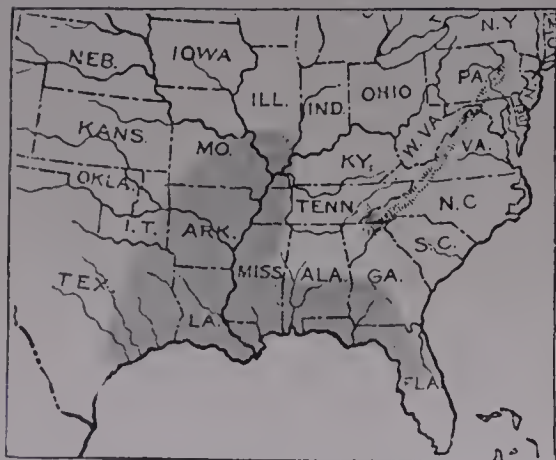 N.Y
NEB.
IOWA
ILL.
IND.
OHIO
PA.
KANS.
MO.
KY.
W.VA.
VA.
OKLA.
I.T.
ARK.
TENN.
N.C
S.C.
TEX.
LA.
MISS.
ALA.
GA.
FLA.